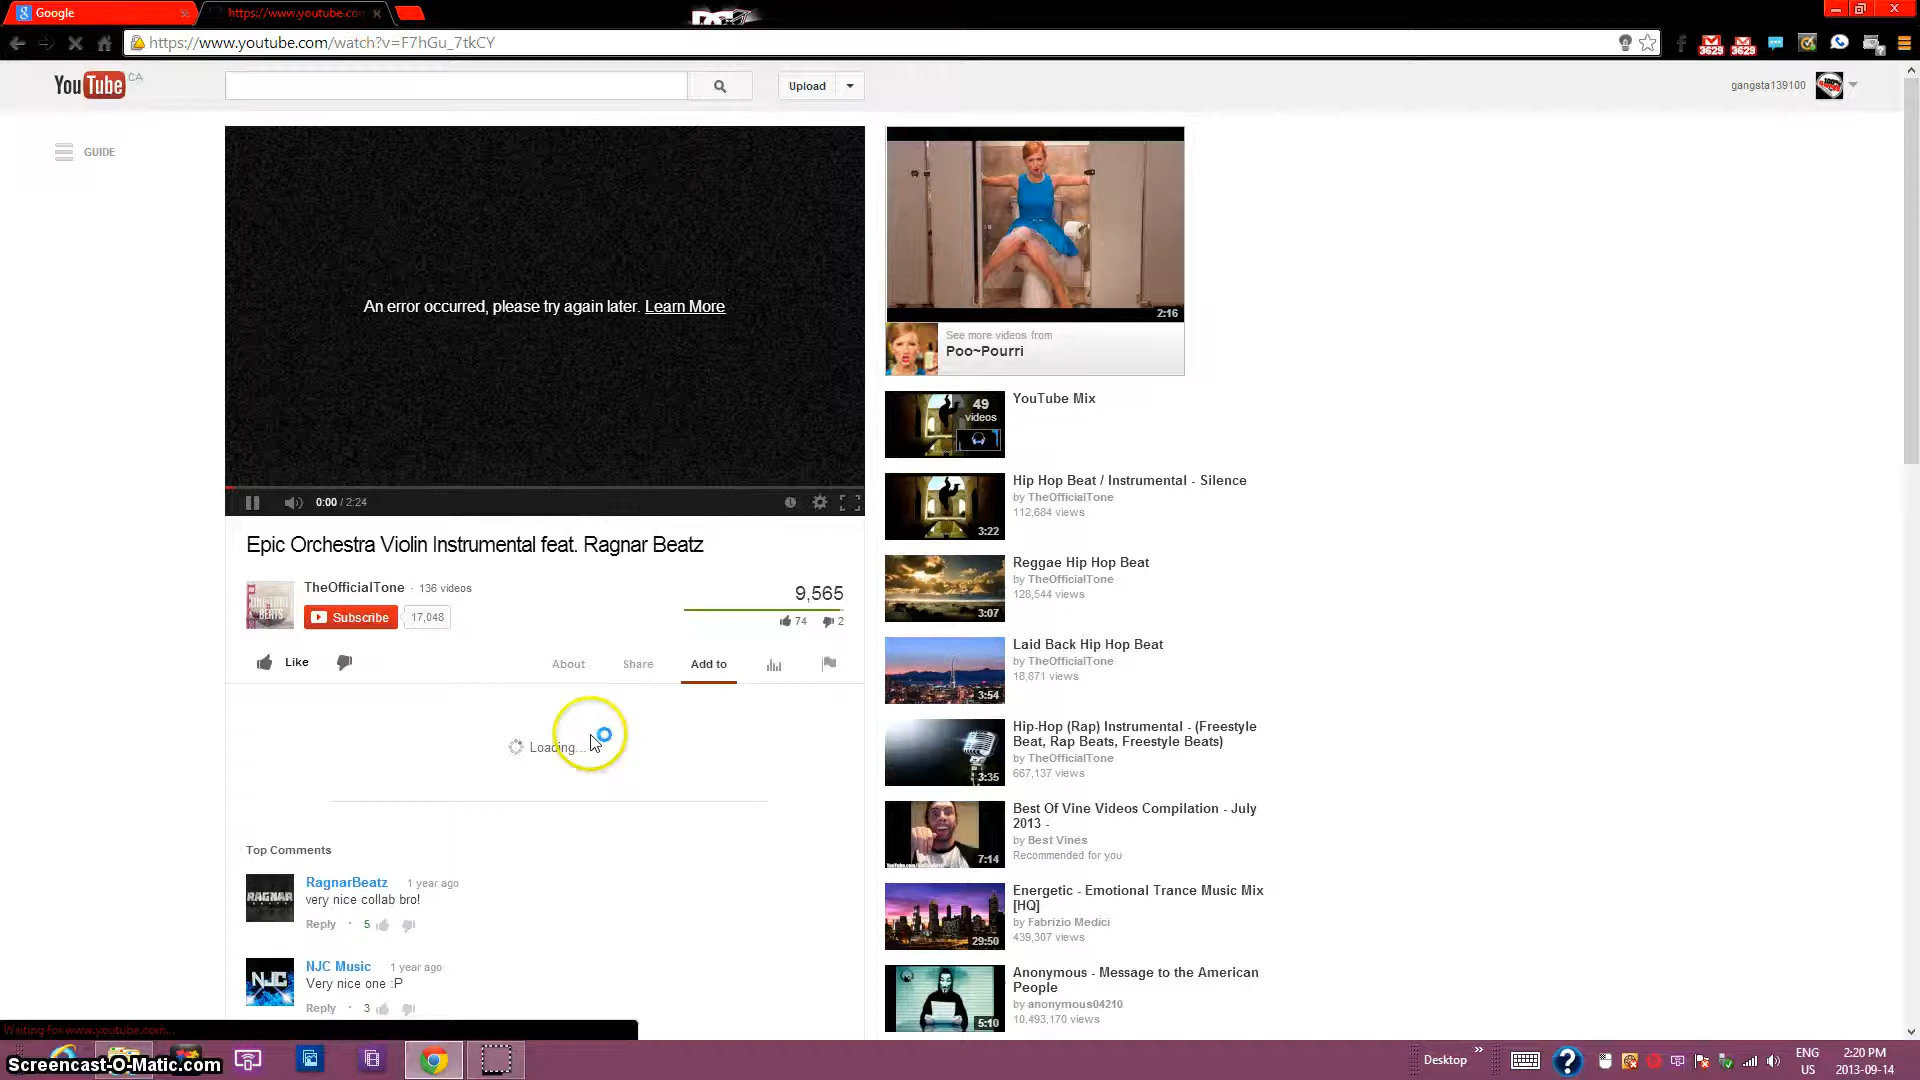 Google
https://www.youtube.com
https://www.youtube.com/watch?v=F7hGu_7tkCY
3629
3629
YouTube CA
Upload
gangsta139100
GUIDE
An error occurred, please try again later. Learn More
0:00 / 2:24
Epic Orchestra Violin Instrumental feat. Ragnar Beatz
TheOfficialTone · 136 videos
Subscribe
17,048
9,565
74
2
Like
About
Share
Add to
Loading...
Top Comments
RAGNAR
RagnarBeatz 1 year ago
very nice collab bro!
Reply · 5
NJC
NJC Music 1 year ago
Very nice one :P
Reply · 3
2:16
See more videos from
Poo~Pourri
49
videos
YouTube Mix
3:22
Hip Hop Beat / Instrumental - Silence
by TheOfficialTone
112,684 views
3:07
Reggae Hip Hop Beat
by TheOfficialTone
128,544 views
3:54
Laid Back Hip Hop Beat
by TheOfficialTone
18,871 views
3:35
Hip-Hop (Rap) Instrumental - (Freestyle
Beat, Rap Beats, Freestyle Beats)
by TheOfficialTone
667,137 views
7:14
Best Of Vine Videos Compilation - July
2013 -
by Best Vines
Recommended for you
29:50
Energetic - Emotional Trance Music Mix
[HQ]
by Fabrizio Medici
439,307 views
5:10
Anonymous - Message to the American
People
by anonymous04210
10,493,170 views
Waiting for www.youtube.com...
Screencast-O-Matic.com
Desktop
ENG
US
2:20 PM
2013-09-14